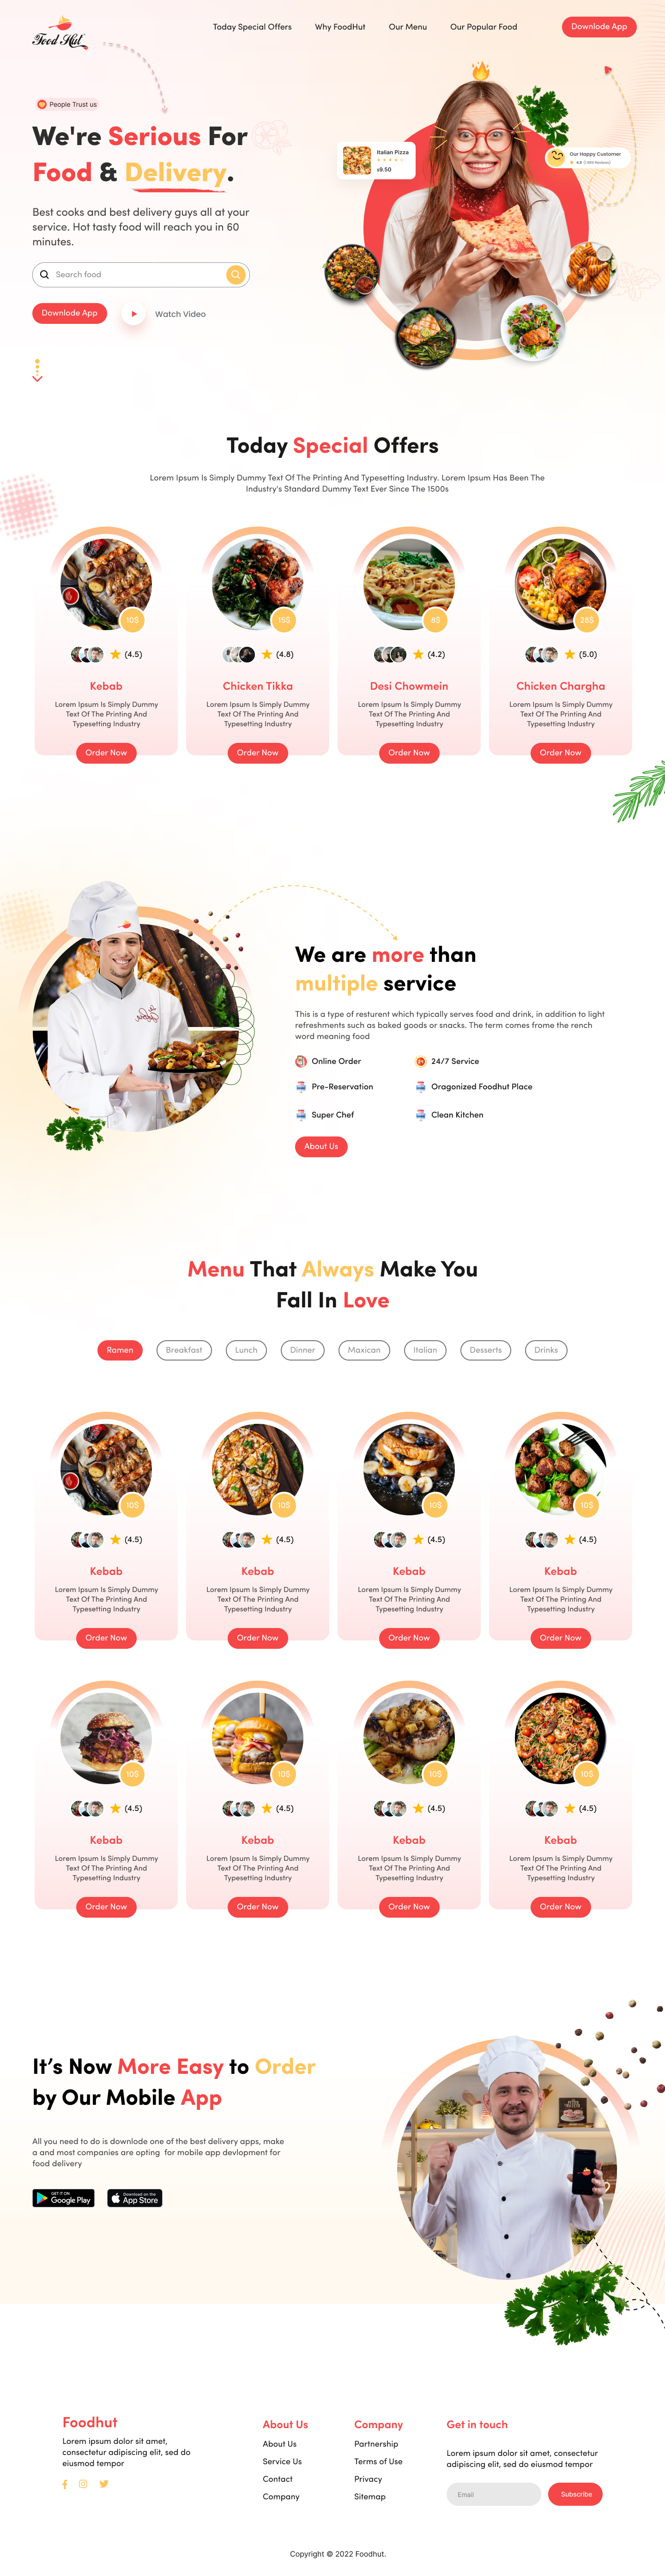 Food Hut
Today Special Offers
Why FoodHut
Our Menu
Our Popular Food
Downlode App
People Trust us
We're Serious For
Food & Delivery.
Best cooks and best delivery guys all at your
service. Hot tasty food will reach you in 60
minutes.
Search food
Downlode App
Watch Video
Italian Pizza
$9.50
Our Happy Customer
Today Special Offers
Lorem Ipsum Is Simply Dummy Text Of The Printing And Typesetting Industry. Lorem Ipsum Has Been The
Industry's Standard Dummy Text Ever Since The 1500s
10$
(4.5)
Kebab
Lorem Ipsum Is Simply Dummy
Text Of The Printing And
Typesetting Industry
Order Now
15$
(4.8)
Chicken Tikka
Lorem Ipsum Is Simply Dummy
Text Of The Printing And
Typesetting Industry
Order Now
8$
(4.2)
Desi Chowmein
Lorem Ipsum Is Simply Dummy
Text Of The Printing And
Typesetting Industry
Order Now
28$
(5.0)
Chicken Chargha
Lorem Ipsum Is Simply Dummy
Text Of The Printing And
Typesetting Industry
Order Now
We are more than
multiple service
This is a type of resturent which typically serves food and drink, in addition to light
refreshments such as baked goods or snacks. The term comes frome the rench
word meaning food
Online Order
24/7 Service
Pre-Reservation
Oragonized Foodhut Place
Super Chef
Clean Kitchen
About Us
Menu That Always Make You
Fall In Love
Ramen
Breakfast
Lunch
Dinner
Maxican
Italian
Desserts
Drinks
10$
(4.5)
Kebab
Lorem Ipsum Is Simply Dummy
Text Of The Printing And
Typesetting Industry
Order Now
10$
(4.5)
Kebab
Lorem Ipsum Is Simply Dummy
Text Of The Printing And
Typesetting Industry
Order Now
10$
(4.5)
Kebab
Lorem Ipsum Is Simply Dummy
Text Of The Printing And
Typesetting Industry
Order Now
10$
(4.5)
Kebab
Lorem Ipsum Is Simply Dummy
Text Of The Printing And
Typesetting Industry
Order Now
10$
(4.5)
Kebab
Lorem Ipsum Is Simply Dummy
Text Of The Printing And
Typesetting Industry
Order Now
10$
(4.5)
Kebab
Lorem Ipsum Is Simply Dummy
Text Of The Printing And
Typesetting Industry
Order Now
10$
(4.5)
Kebab
Lorem Ipsum Is Simply Dummy
Text Of The Printing And
Typesetting Industry
Order Now
10$
(4.5)
Kebab
Lorem Ipsum Is Simply Dummy
Text Of The Printing And
Typesetting Industry
Order Now
It's Now More Easy to Order
by Our Mobile App
All you need to do is downlode one of the best delivery apps, make
a and most companies are opting for mobile app devlopment for
food delivery
GET IT ON
Google Play
Download on the
App Store
Foodhut
Lorem ipsum dolor sit amet,
consectetur adipiscing elit, sed do
eiusmod tempor
About Us
About Us
Service Us
Contact
Company
Company
Partnership
Terms of Use
Privacy
Sitemap
Get in touch
Lorem ipsum dolor sit amet, consectetur
adipiscing elit, sed do eiusmod tempor
Email
Subscribe
Copyright © 2022 Foodhut.